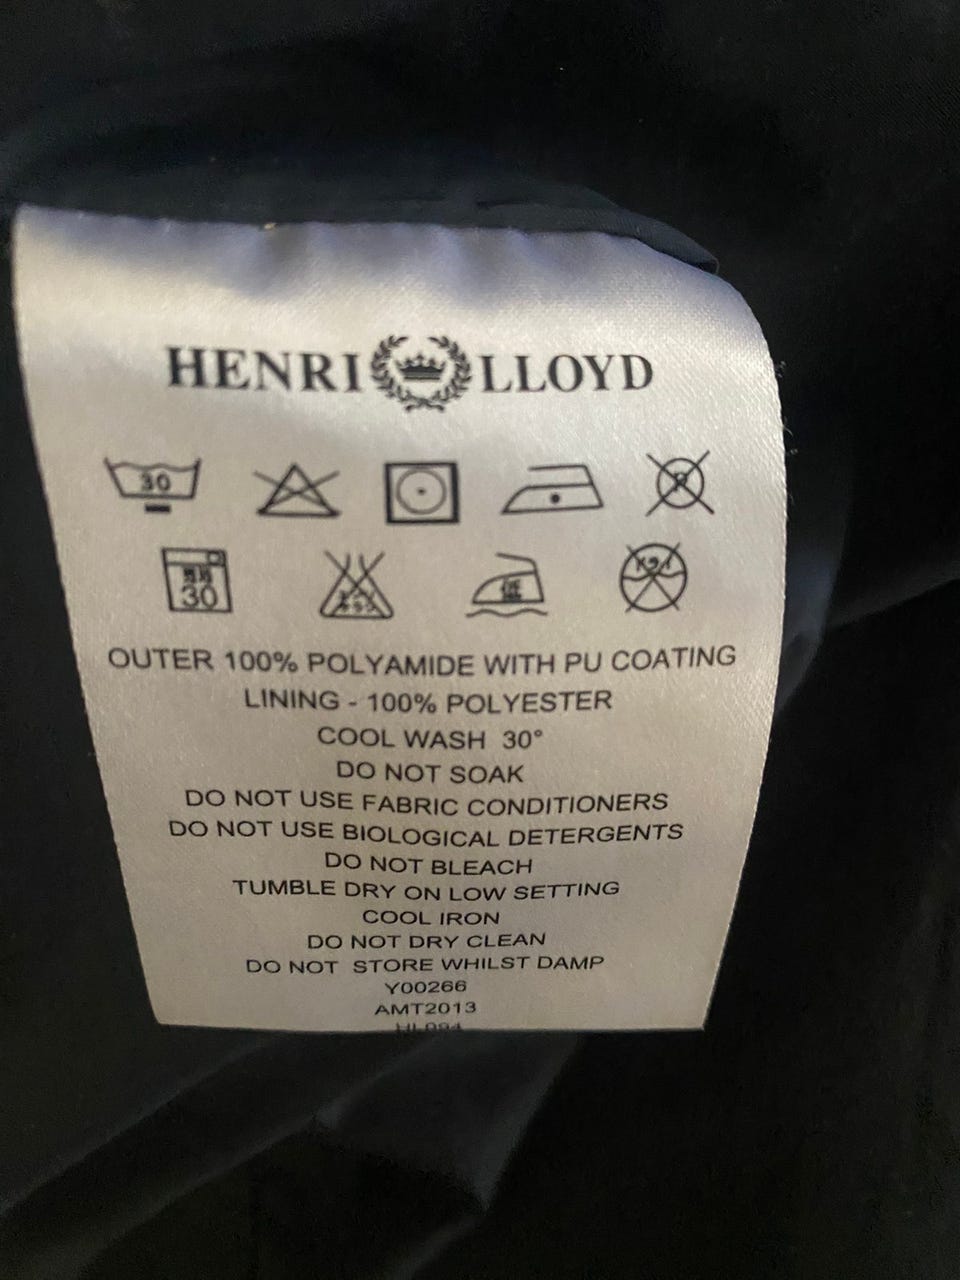 HENRI LLOYD
30
30
OUTER 100% POLYAMIDE WITH PU COATING
LINING - 100% POLYESTER
COOL WASH 30°
DO NOT SOAK
DO NOT USE FABRIC CONDITIONERS
DO NOT USE BIOLOGICAL DETERGENTS
DO NOT BLEACH
TUMBLE DRY ON LOW SETTING
COOL IRON
DO NOT DRY CLEAN
DO NOT STORE WHILST DAMP
Y00266
AMT2013